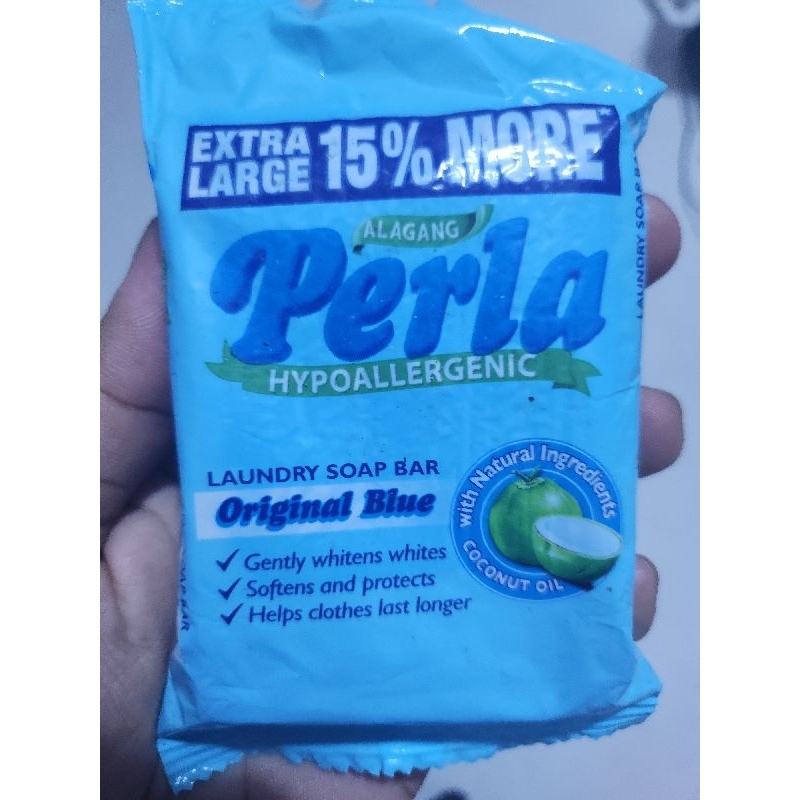 EXTRA LARGE 15% MORE
ALAGANG
Perla
HYPOALLERGENIC
LAUNDRY SOAP BAR
Original Blue
✓ Gently whitens whites
✓ Softens and protects
✓ Helps clothes last longer
with Natural Ingredients
COCONUT OIL
LAUNDRY SOAP BA